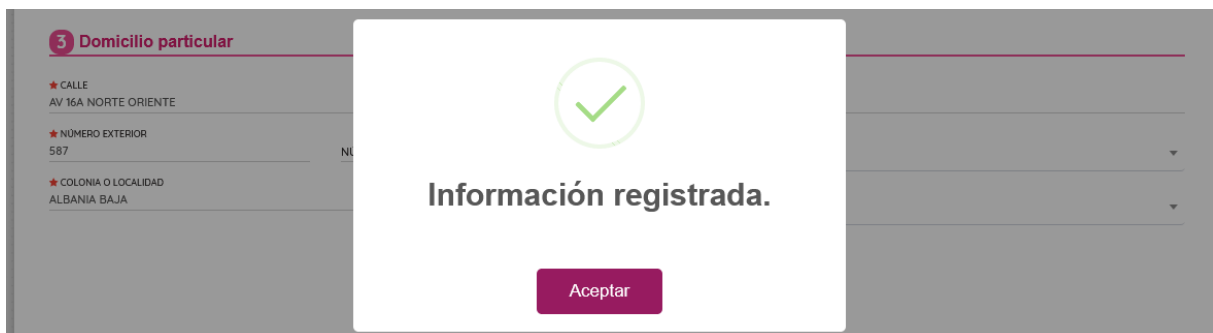 3 Domicilio particular
★ CALLE
AV 16A NORTE ORIENTE
★ NÚMERO EXTERIOR
587
★ COLONIA O LOCALIDAD
ALBANIA BAJA
Información registrada.
Aceptar